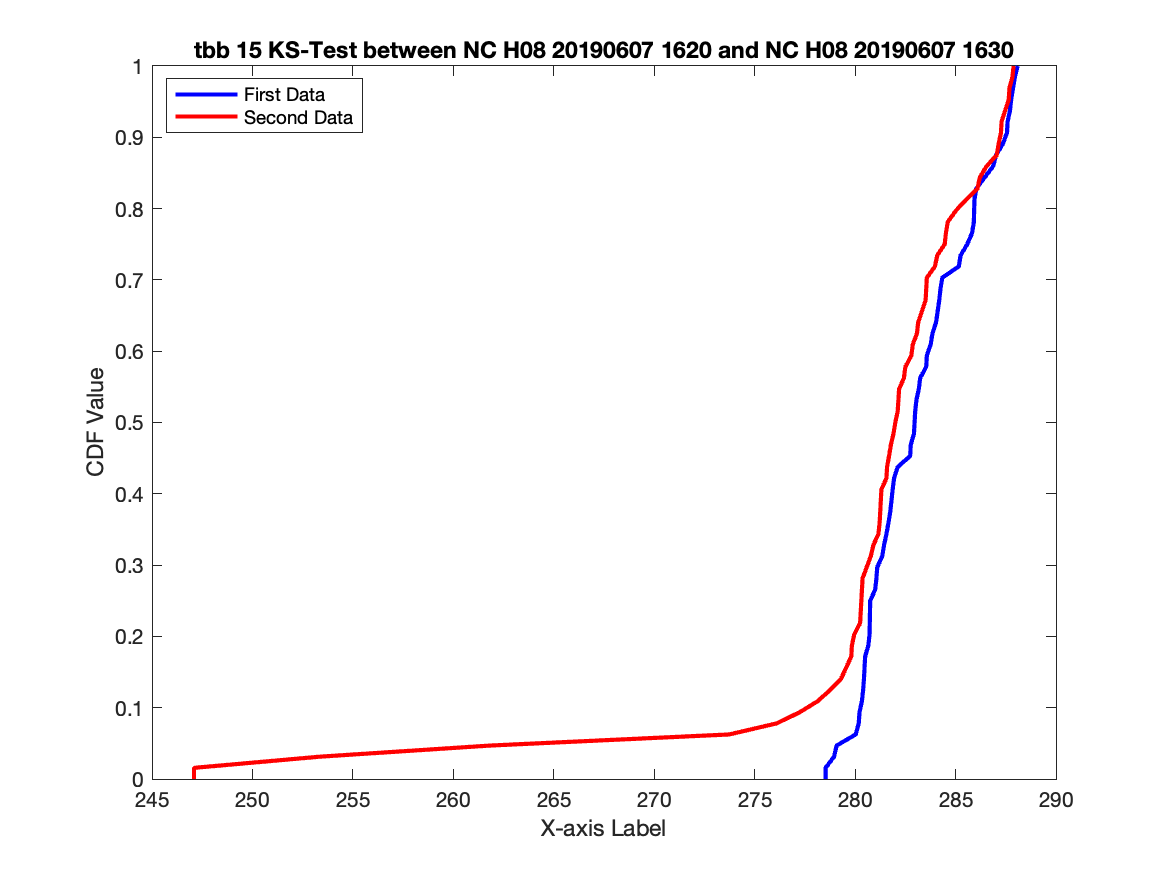 tbb 15 KS-Test between NC H08 20190607 1620 and NC H08 20190607 1630
First Data
Second Data
1
0.9
0.8
0.7
0.6
0.5
0.4
0.3
0.2
0.1
0
CDF Value
245 250 255 260 265 270 275 280 285 290
X-axis Label